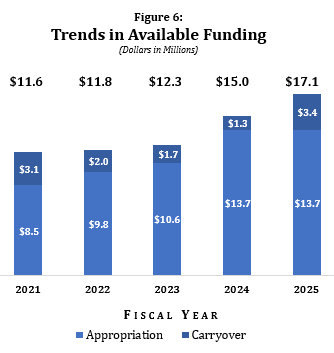 Figure 6:
Trends in Available Funding
(Dollars in Millions)
$11.6 $11.8 $12.3 $15.0 $17.1
$3.4
$1.3
$1.7
$2.0
$3.1
$13.7 $13.7
$10.6
$9.8
$8.5
2021 2022 2023 2024 2025
Fiscal Year
Appropriation Carryover